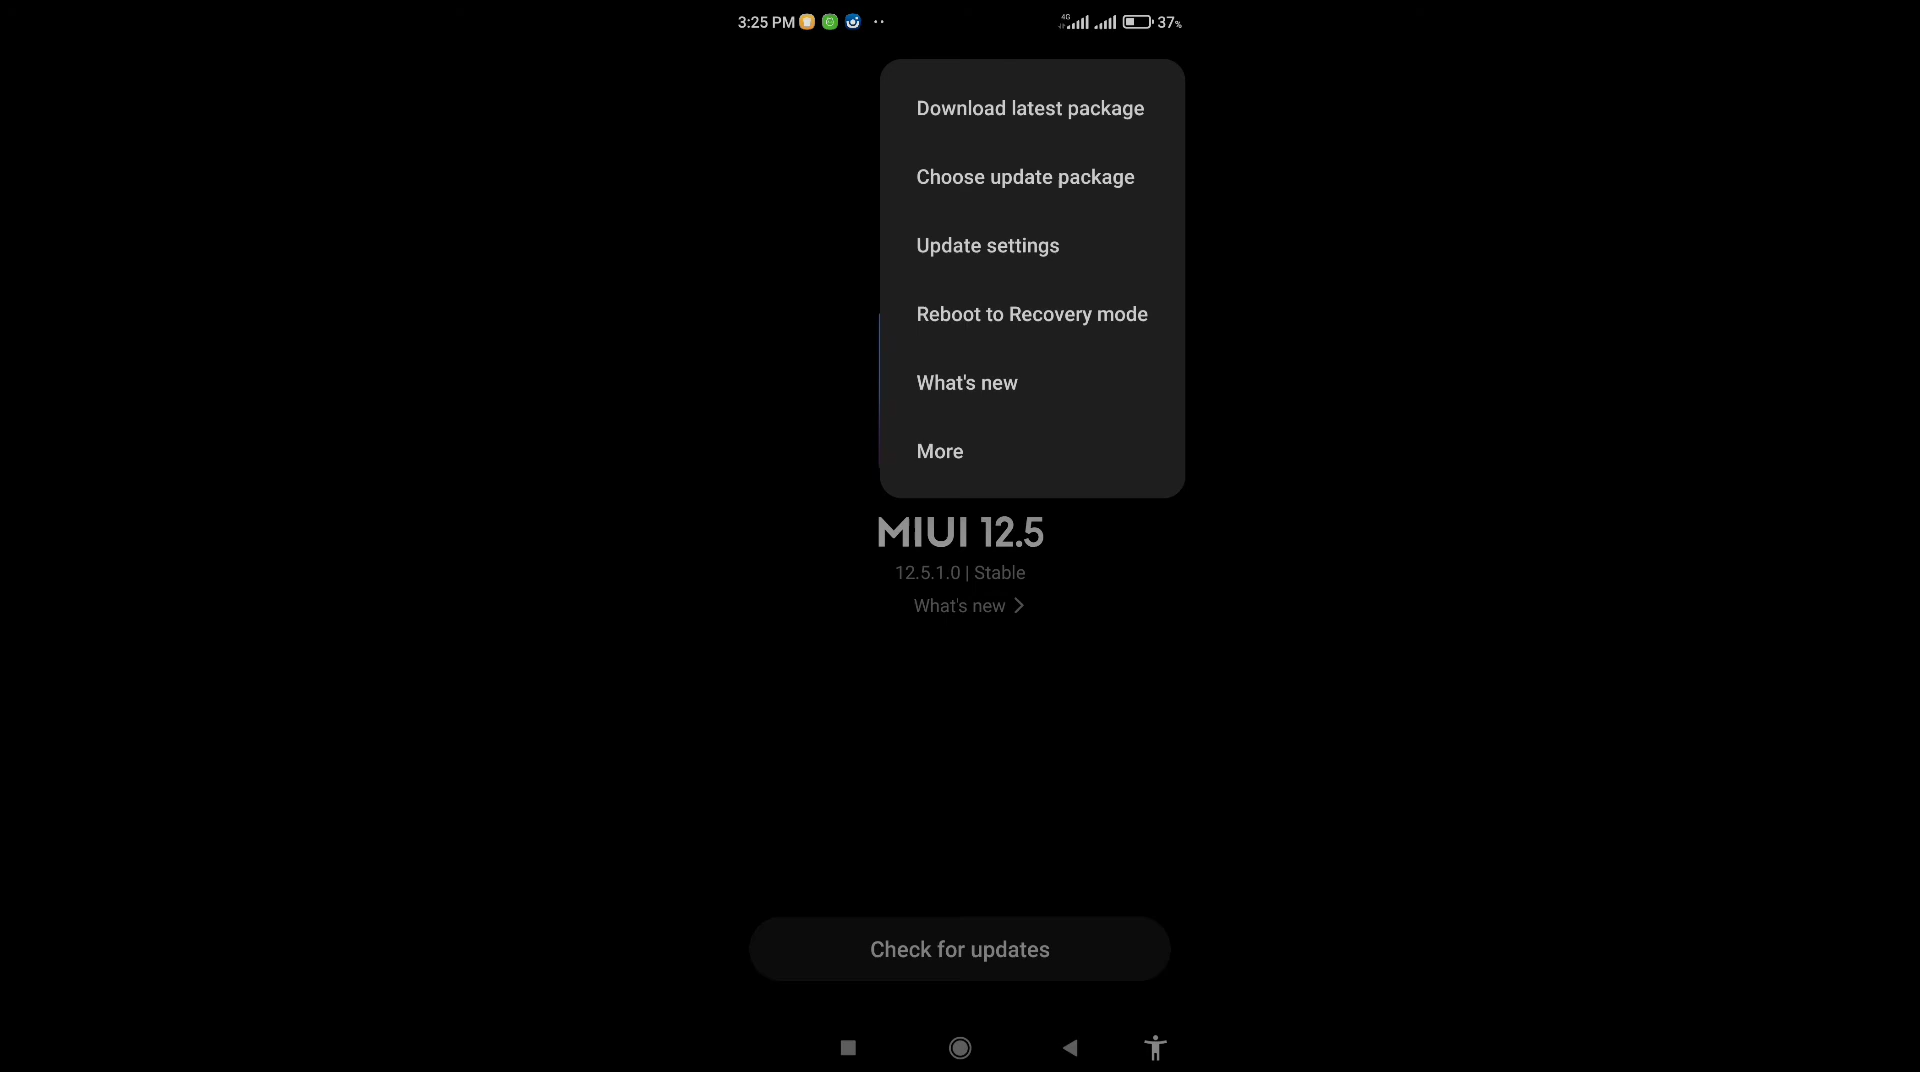 3:25 PM
4G
37%
Download latest package
Choose update package
Update settings
Reboot to Recovery mode
What's new
More
MIUI 12.5
12.5.1.0 | Stable
What's new
Check for updates